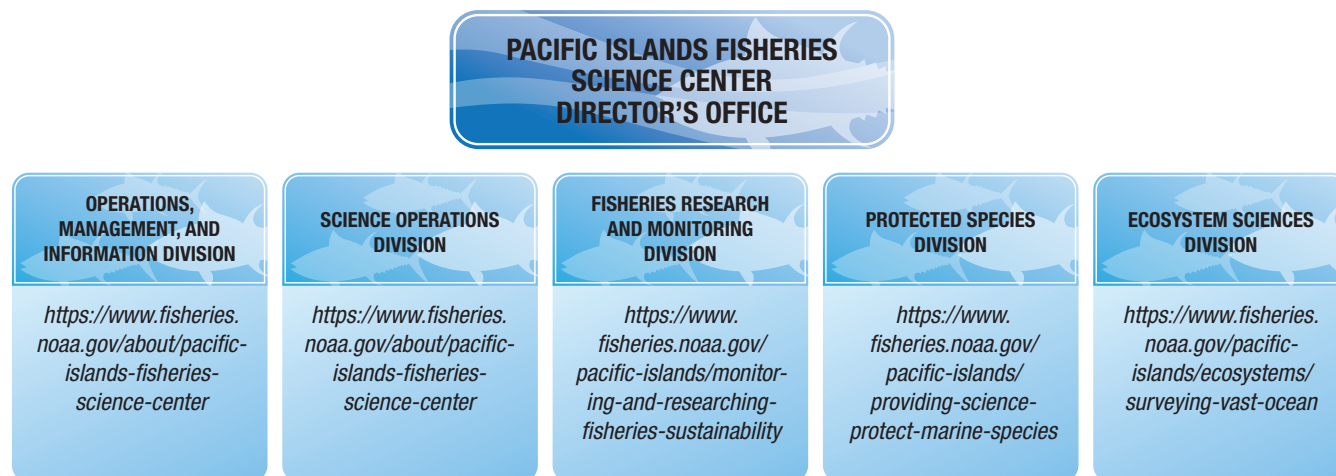 PACIFIC ISLANDS FISHERIES
SCIENCE CENTER
DIRECTOR'S OFFICE
OPERATIONS,
MANAGEMENT, AND
INFORMATION DIVISION
https://www.fisheries.
noaa.gov/about/pacific-
islands-fisheries-
science-center
SCIENCE OPERATIONS
DIVISION
https://www.fisheries.
noaa.gov/about/pacific-
islands-fisheries-
science-center
FISHERIES RESEARCH
AND MONITORING
DIVISION
https://www.
fisheries.noaa.gov/
pacific-islands/monitor-
ing-and-researching-
fisheries-sustainability
PROTECTED SPECIES
DIVISION
https://www.
fisheries.noaa.gov/
pacific-islands/
providing-science-
protect-marine-species
ECOSYSTEM SCIENCES
DIVISION
https://www.fisheries.
noaa.gov/pacific-
islands/ecosystems/
surveying-vast-ocean